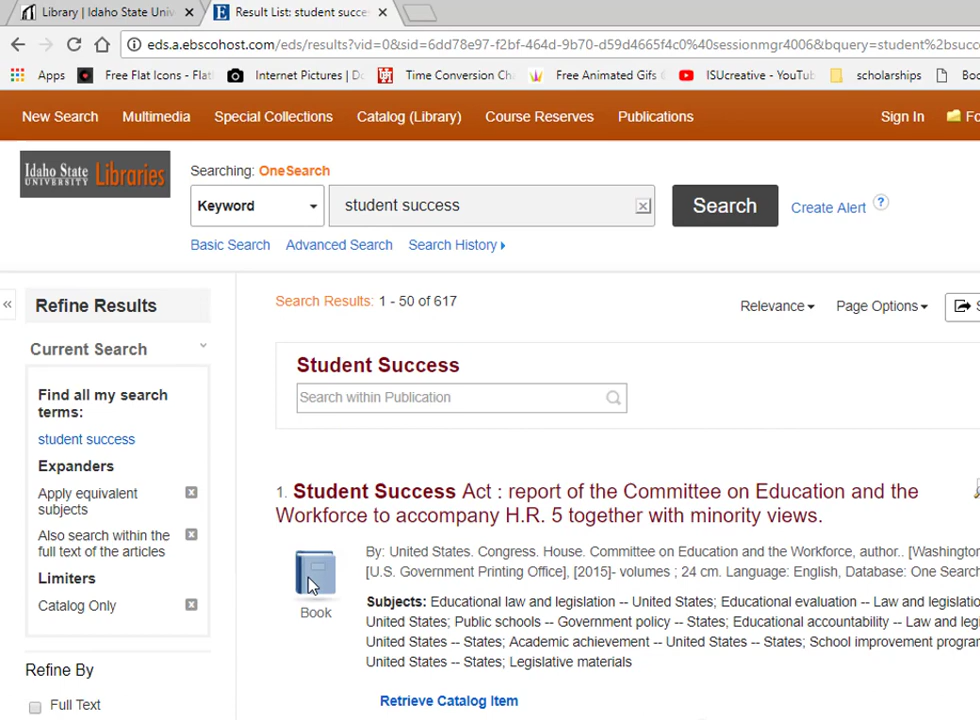 Library | Idaho State Univ
Result List: student succes
eds.a.ebscohost.com/eds/results?vid=0&sid=6dd78e97-f2bf-464d-9b70-d59d4665f4c0%40sessionmgr4006&bquery=student%2bsucc
Apps
Free Flat Icons - Flat
Internet Pictures | Do
Time Conversion Ch
Free Animated Gifs
ISUcreative - YouTub
scholarships
Boo
New Search
Multimedia
Special Collections
Catalog (Library)
Course Reserves
Publications
Sign In
Fo
Idaho State Libraries
UNIVERSITY
Searching: OneSearch
Keyword
student success
Search
Create Alert
?
Basic Search
Advanced Search
Search History
«
Refine Results
Current Search
Find all my search
terms:
student success
Expanders
Apply equivalent
subjects
Also search within the
full text of the articles
Limiters
Catalog Only
Refine By
Full Text
Search Results: 1 - 50 of 617
Relevance
Page Options
Student Success
Search within Publication
1. Student Success Act : report of the Committee on Education and the
Workforce to accompany H.R. 5 together with minority views.
Book
By: United States. Congress. House. Committee on Education and the Workforce, author.. [Washington
[U.S. Government Printing Office], [2015]- volumes ; 24 cm. Language: English, Database: One Search
Subjects: Educational law and legislation -- United States; Educational evaluation -- Law and legislatio
United States; Public schools -- Government policy -- States; Educational accountability -- Law and legi
United States -- States; Academic achievement -- United States -- States; School improvement program
United States -- States; Legislative materials
Retrieve Catalog Item